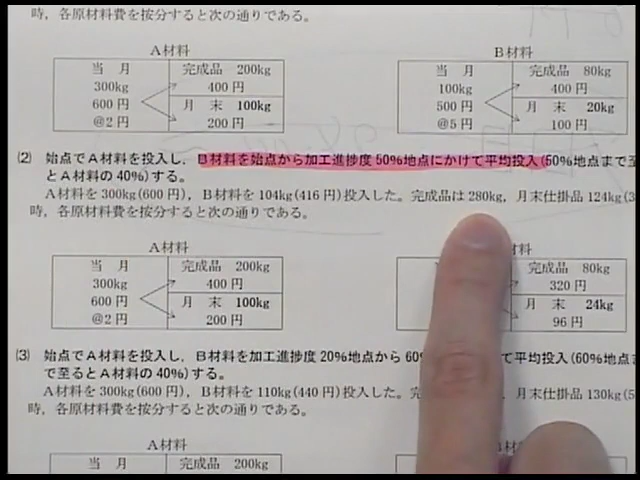 時，各原材料費を按分すると次の通りである。
A材料
当　月　完成品　200kg
300kg　400円
600円　月　末　100kg
@2円　200円
B材料
当　月　完成品　80kg
100kg　400円
500円　月　末　20kg
@5円　100円
(2)　始点でA材料を投入し，B材料を始点から加工進捗度50%地点にかけて平均投入(50%地点まで至
とA材料の40%)する。
A材料を300kg(600円)，B材料を104kg(416円)投入した。完成品は280kg，月末仕掛品124kg(3
時，各原材料費を按分すると次の通りである。
A材料
当　月　完成品　200kg
300kg　400円
600円　月　末　100kg
@2円　200円
材料
完成品　80kg
320円
月　末　24kg
96円
(3)　始点でA材料を投入し，B材料を加工進捗度20%地点から60 て平均投入(60%地点ま
で至るとA材料の40%)する。
A材料を300kg(600円)，B材料を110kg(440円)投入した。完 月末仕掛品130kg(5
時，各原材料費を按分すると次の通りである。
A材料
当　月　完成品　200kg
材料
完成品　80kg